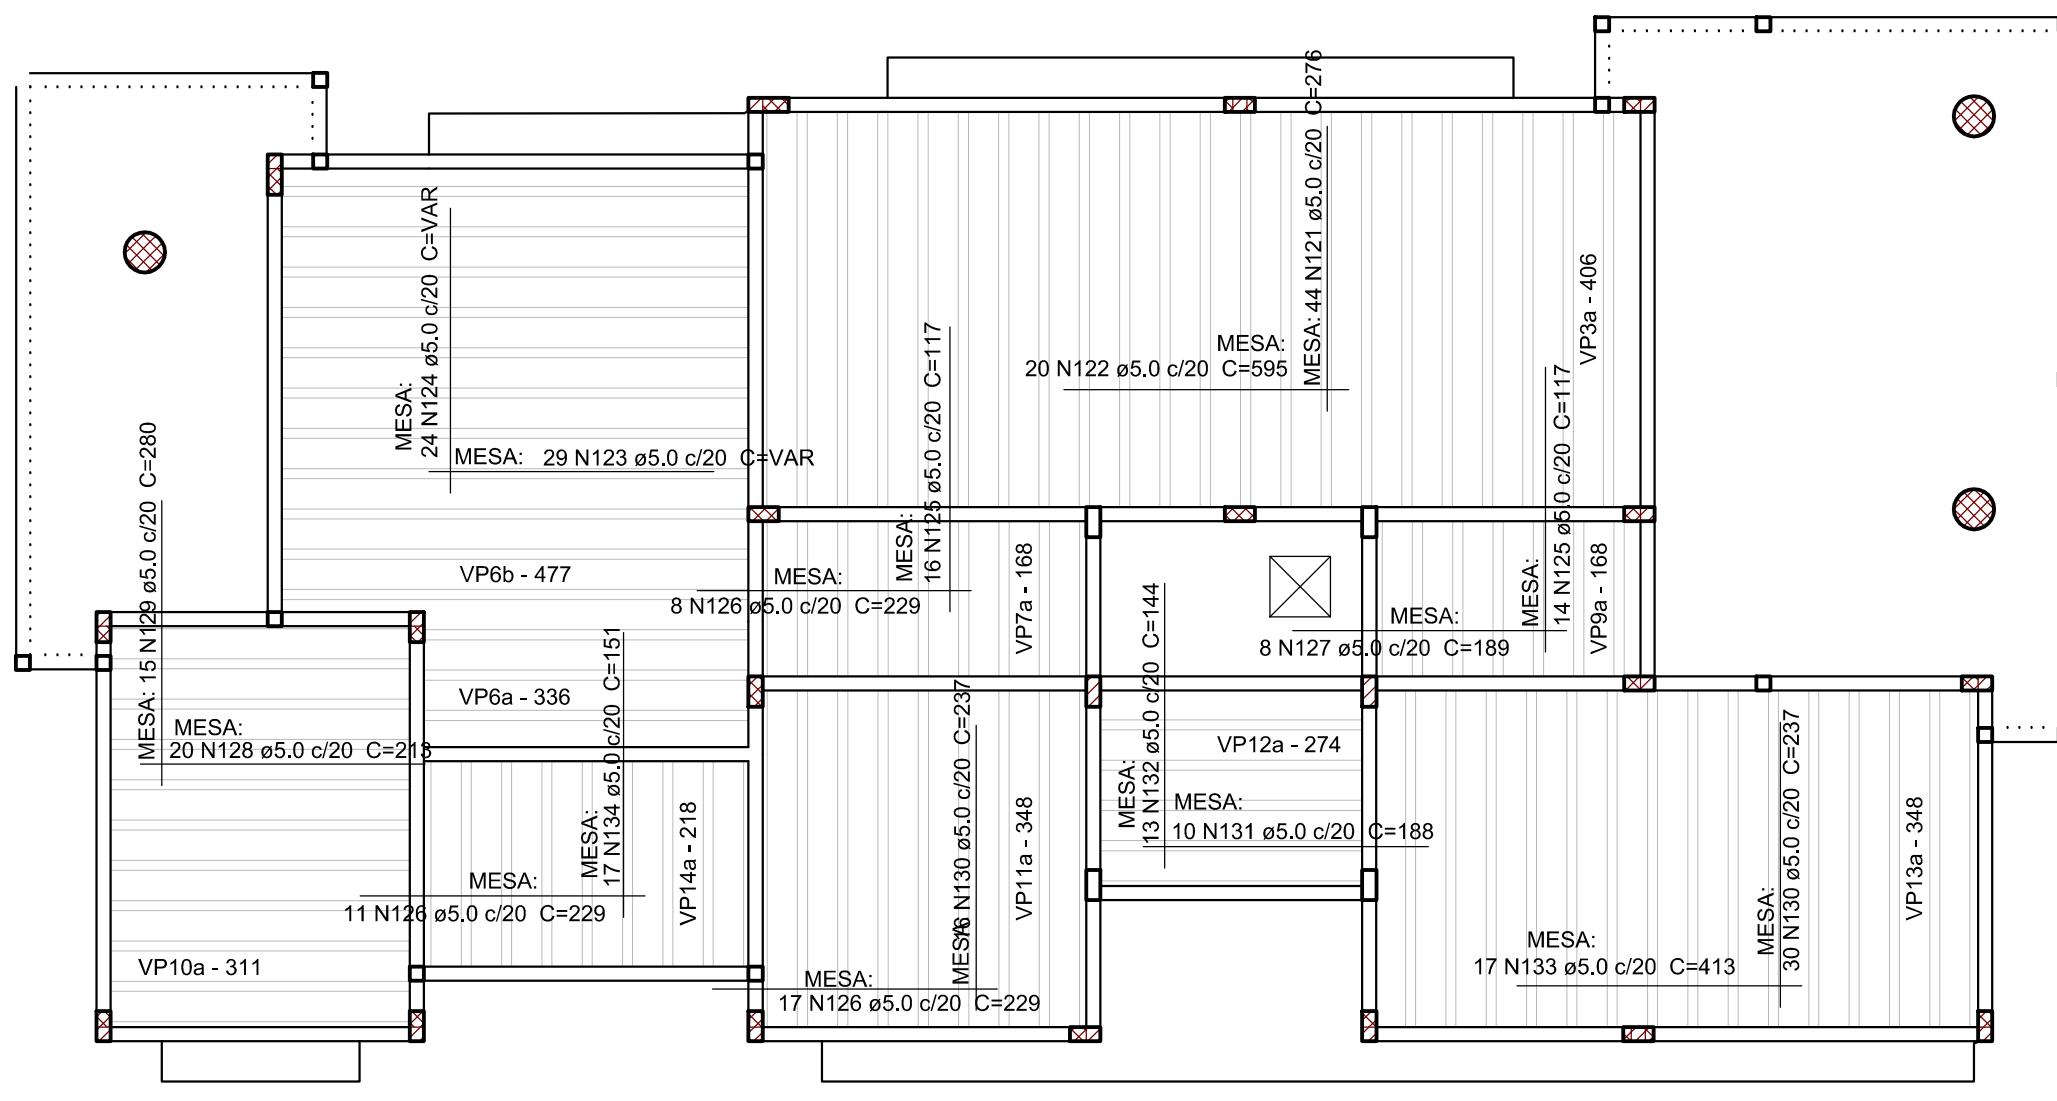 MESA: 44 N121 ø5.0 c/20  C=276
VP3a - 406
MESA:
20 N122 ø5.0 c/20  C=595
MESA:
24 N124 ø5.0 c/20  C=VAR
MESA:   29 N123 ø5.0 c/20  C=VAR
MESA:
16 N125 ø5.0 c/20  C=117
MESA:
14 N125 ø5.0 c/20  C=117
MESA: 15 N129 ø5.0 c/20  C=280
VP6b - 477
MESA:
8 N126 ø5.0 c/20  C=229
VP7a - 168
MESA:
8 N127 ø5.0 c/20  C=189
VP9a - 168
VP6a - 336
MESA:
20 N128 ø5.0 c/20  C=213
MESA:
17 N134 ø5.0 c/20  C=151
MESA:
13 N132 ø5.0 c/20  C=144
VP12a - 274
MESA:
10 N131 ø5.0 c/20  C=188
MESA:
16 N130 ø5.0 c/20  C=237
VP11a - 348
MESA:
11 N126 ø5.0 c/20  C=229
VP14a - 218
MESA:
30 N130 ø5.0 c/20  C=237
VP13a - 348
MESA:
17 N133 ø5.0 c/20  C=413
VP10a - 311
MESA:
17 N126 ø5.0 c/20  C=229